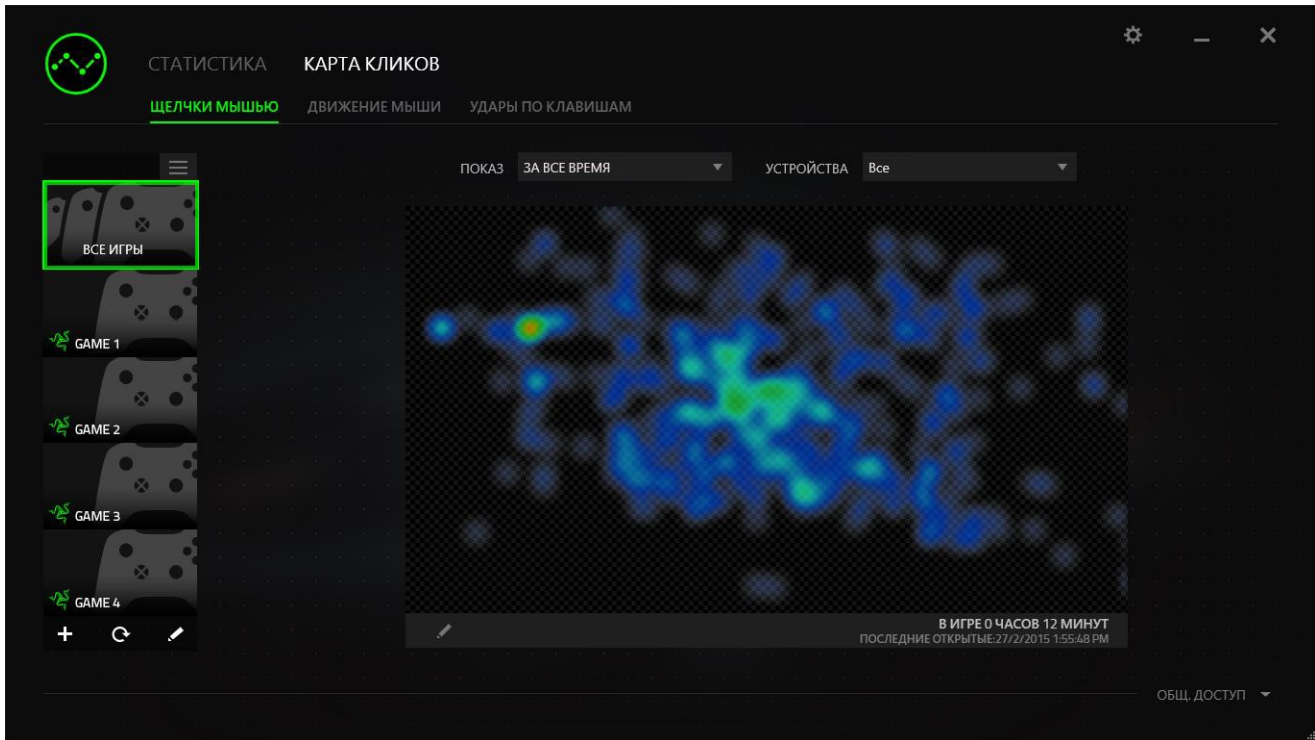 СТАТИСТИКА КАРТА КЛИКОВ
ЩЕЛЧКИ МЫШЬЮ ДВИЖЕНИЕ МЫШИ УДАРЫ ПО КЛАВИШАМ
ПОКАЗ ЗА ВСЕ ВРЕМЯ УСТРОЙСТВА Все
ВСЕ ИГРЫ
GAME 1
GAME 2
GAME 3
GAME 4
В ИГРЕ 0 ЧАСОВ 12 МИНУТ
ПОСЛЕДНИЕ ОТКРЫТЫЕ:27/2/2015 1:55:48 PM
ОБЩ. ДОСТУП